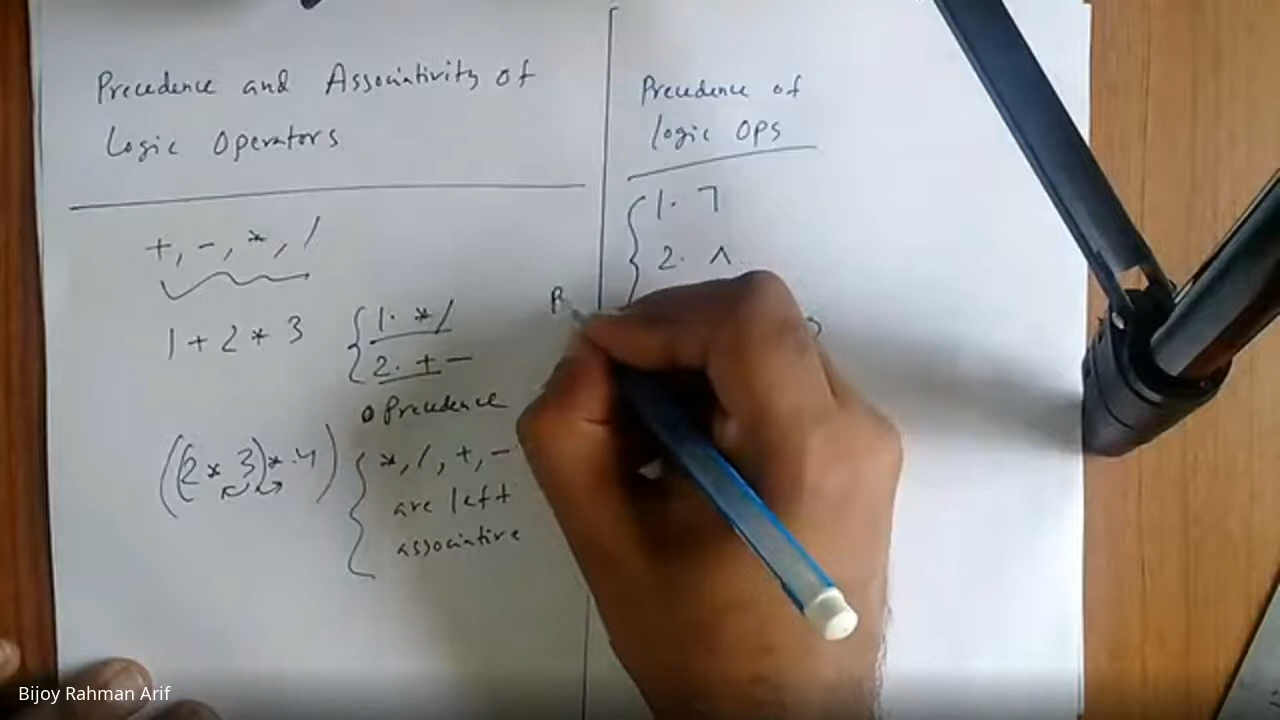 Precedence and Associativity of
Logic Operators
+, -, *, /
1 + 2 * 3
1. * /
2. + -
Precedence
((2 * 3) * 4)
*, /, +, -
are left
associative
Precedence of
logic OPS
1. ¬
2. ∧
Bijoy Rahman Arif